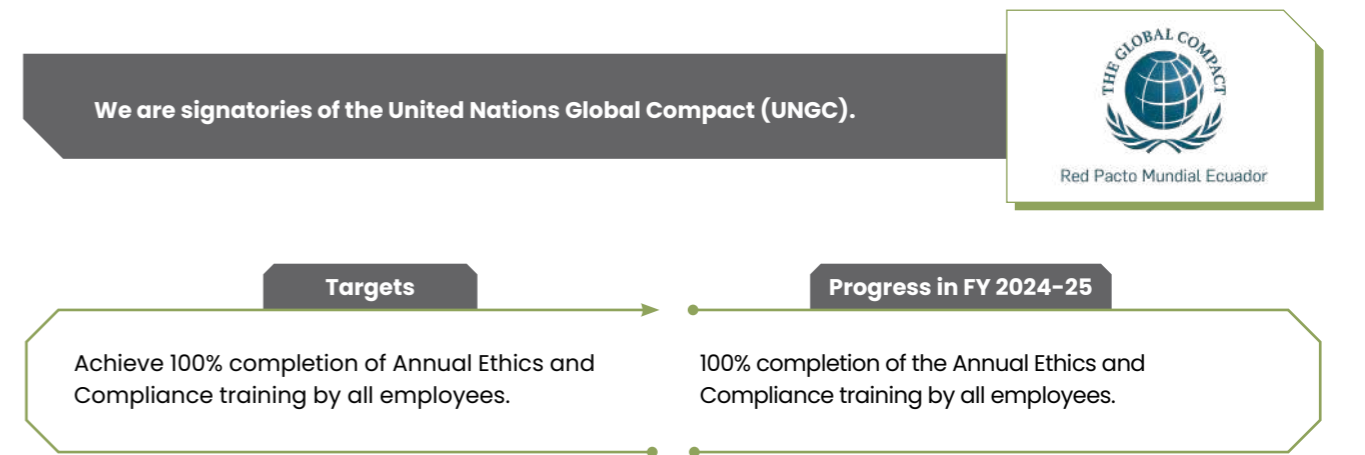 THE GLOBAL COMPACT
We are signatories of the United Nations Global Compact (UNGC).
Red Pacto Mundial Ecuador
Targets
Achieve 100% completion of Annual Ethics and
Compliance training by all employees.
Progress in FY 2024-25
100% completion of the Annual Ethics and
Compliance training by all employees.